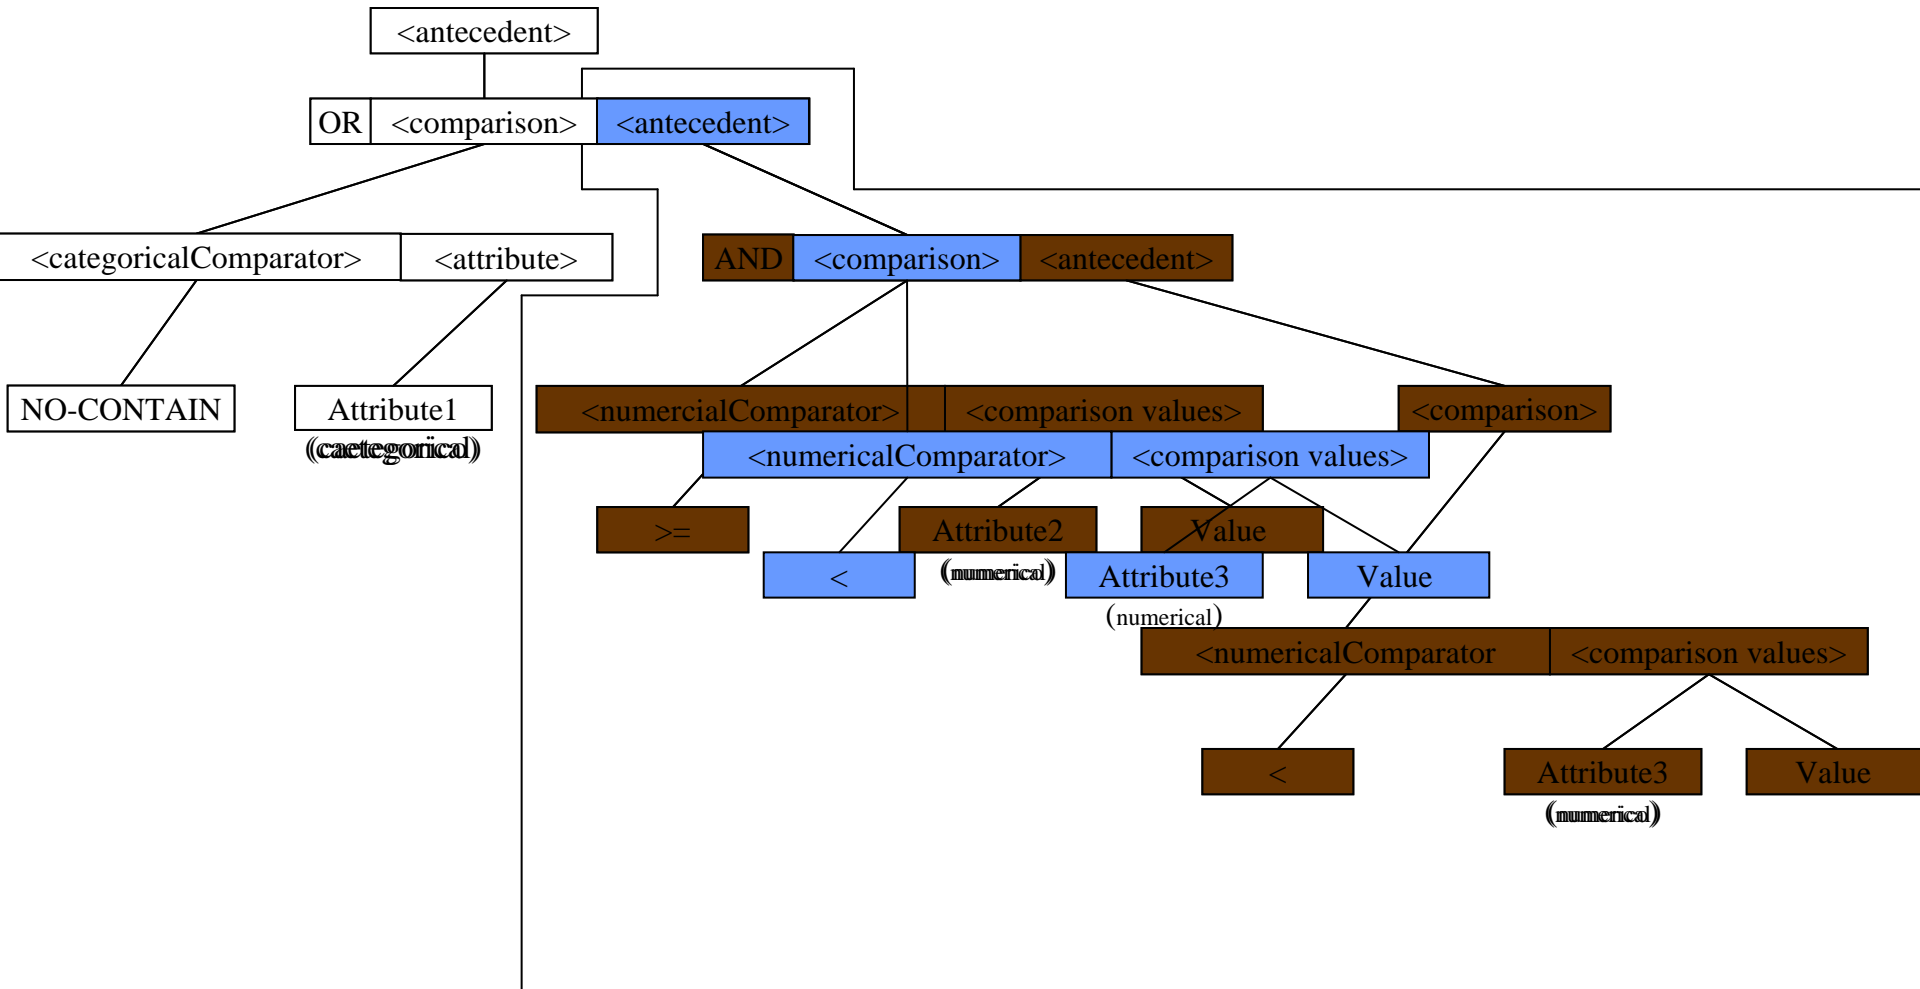 <antecedent>
OR <comparison> <antecedent>
<categoricalComparator> <attribute> AND <comparison> <antecedent>
NO-CONTAIN Attribute1 <numercialComparator> <comparison values> <comparison>
<numericalComparator> <comparison values>
>= Attribute2 Value
(numerical)
< Attribute3 Value
(numerical)
<numericalComparator <comparison values>
< Attribute3 Value
(numerical)